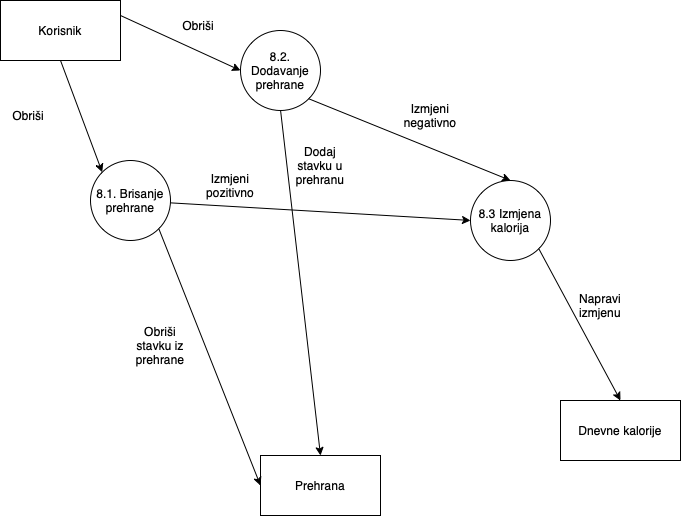 Korisnik
Obriši
8.2.
Dodavanje
prehrane
Izmjeni
negativno
Obriši
Dodaj
stavku u
prehranu
Izmjeni
pozitivno
8.1. Brisanje
prehrane
8.3 Izmjena
kalorija
Napravi
izmjenu
Obriši
stavku iz
prehrane
Dnevne kalorije
Prehrana